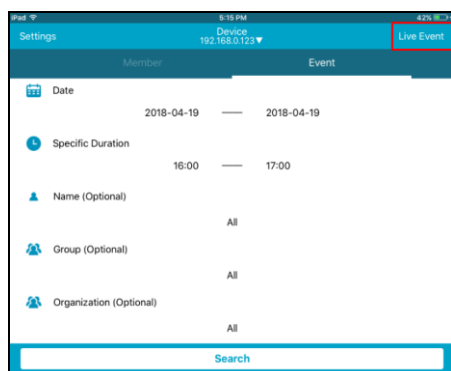 iPad 5:15 PM 42%
Settings Device Live Event
192.168.0.123▼
Member Event
Date
2018-04-19 — 2018-04-19
Specific Duration
16:00 — 17:00
Name (Optional)
All
Group (Optional)
All
Organization (Optional)
All
Search